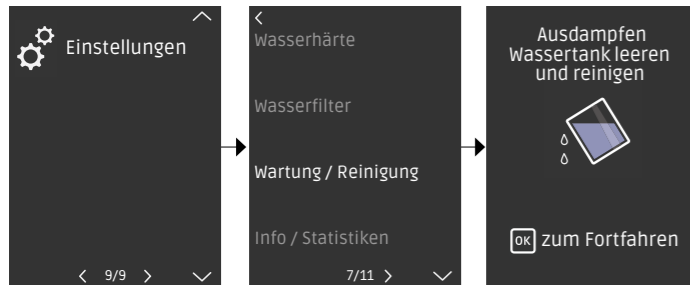 Einstellungen
< 9/9 >
<
Wasserhärte
Wasserfilter
Wartung / Reinigung
Info / Statistiken
7/11 >
Ausdampfen
Wassertank leeren
und reinigen
OK zum Fortfahren